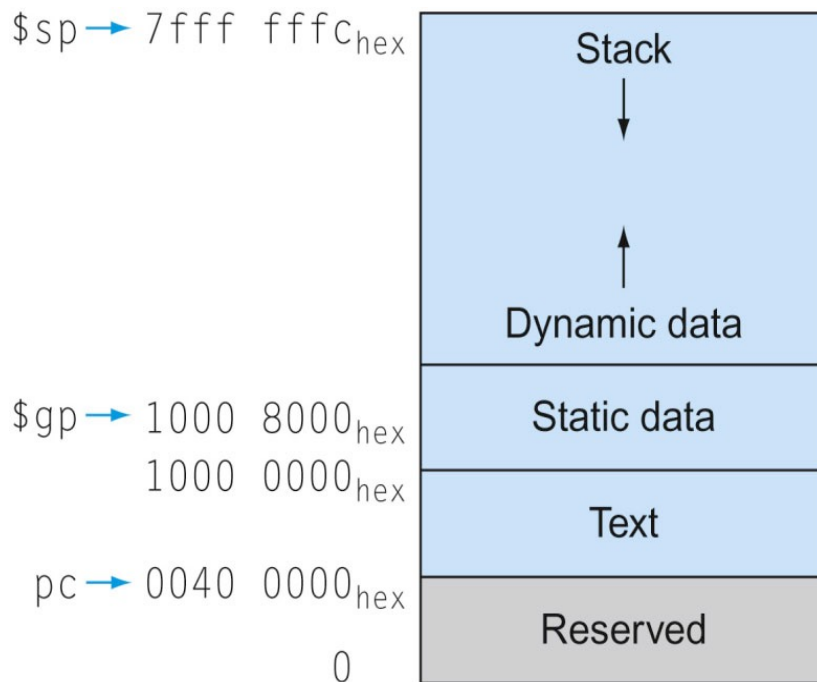 $sp → 7fff fffchex Stack
Dynamic data
$gp → 1000 8000hex Static data
1000 0000hex
Text
pc → 0040 0000hex
Reserved
0